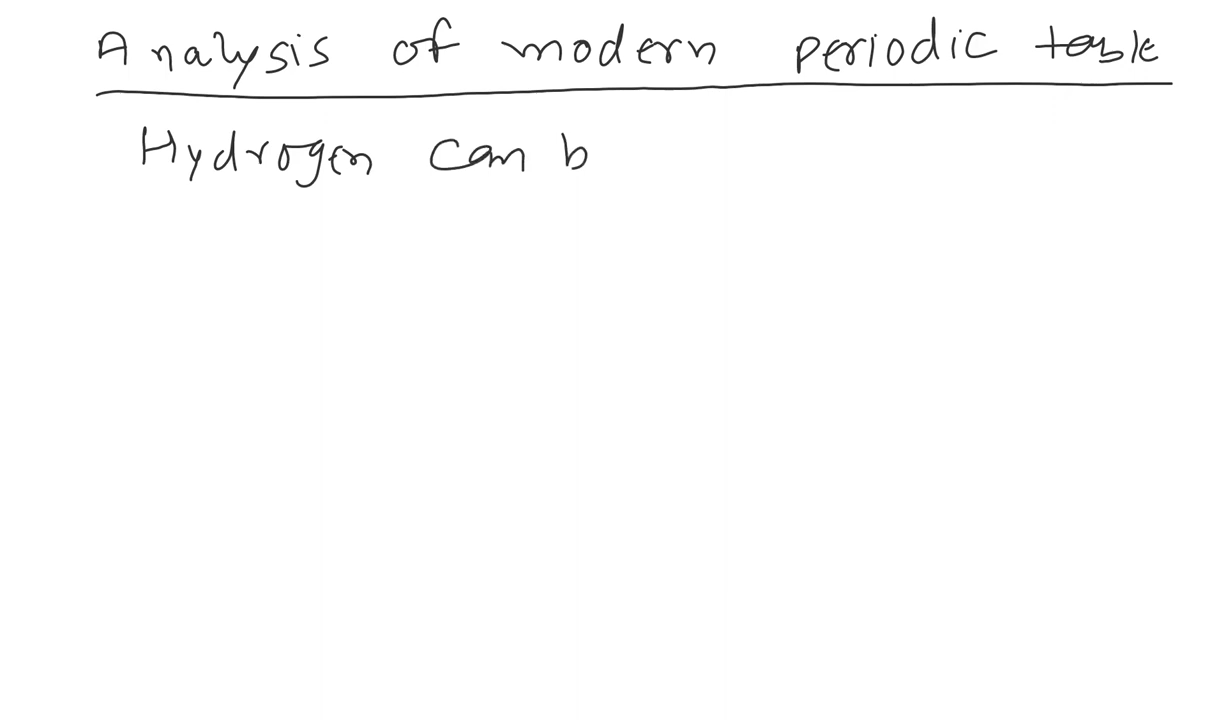 Analysis of modern periodic table
Hydrogen can b